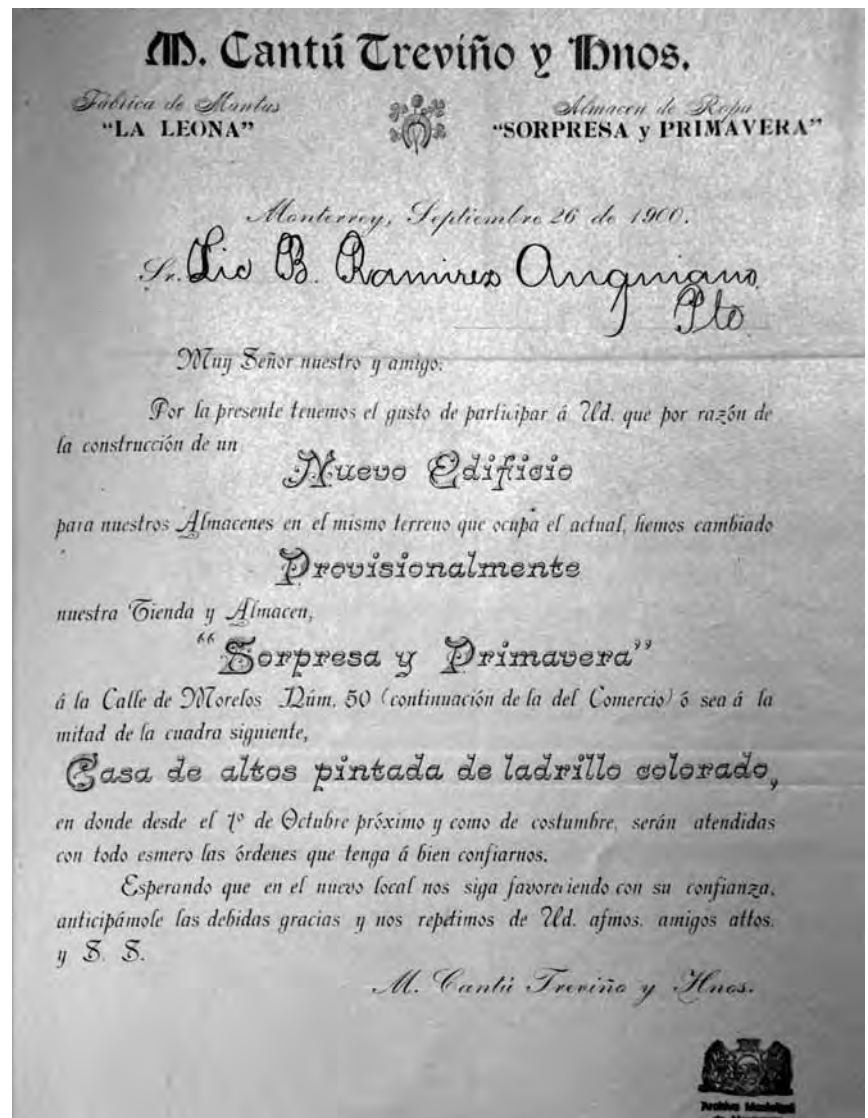 M. Cantú Treviño y Hnos.
Fábrica de Mantas
"LA LEONA"
Almacen de Ropa
"SORPRESA y PRIMAVERA"
Monterrey, Septiembre 26 de 1900.
Sr. Lic B. Ramirez Anguiano
Pte
Muy Señor nuestro y amigo:
Por la presente tenemos el gusto de participar á Ud. que por razón de
la construcción de un
Nuevo Edificio
para nuestros Almacenes en el mismo terreno que ocupa el actual, hemos cambiado
Provisionalmente
nuestra Tienda y Almacen,
"Sorpresa y Primavera"
á la Calle de Morelos Núm. 50 (continuación de la del Comercio) ó sea á la
mitad de la cuadra siguiente,
Casa de altos pintada de ladrillo colorado,
en donde desde el 1º de Octubre próximo y como de costumbre, serán atendidas
con todo esmero las órdenes que tenga á bien confiarnos.
Esperando que en el nuevo local nos siga favoreciendo con su confianza,
anticipámole las debidas gracias y nos repetimos de Ud. afmos. amigos attos.
y S. S.
M. Cantú Treviño y Hnos.
Archivo Municipal